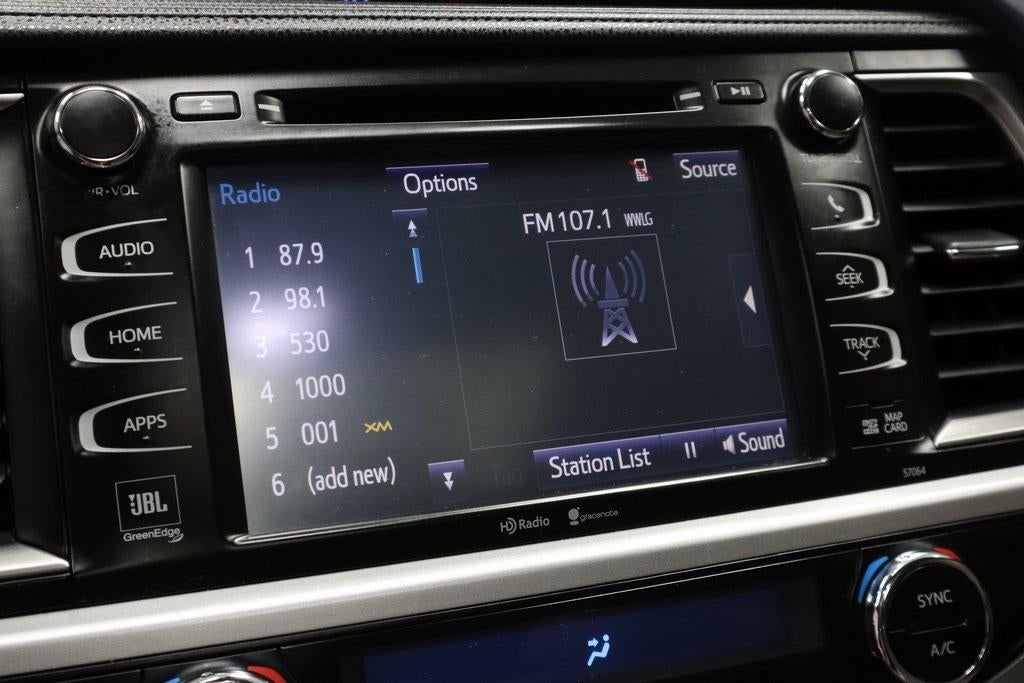 PWR•VOL
AUDIO
HOME
APPS
JBL
GreenEdge
Radio
Options
Source
1 87.9
2 98.1
3 530
4 1000
5 001 XM
6 (add new)
FM 107.1 WWLG
Tag
Station List
Sound
HD Radio
gracenote
SEEK
TRACK
MAP
CARD
57064
SYNC
A/C